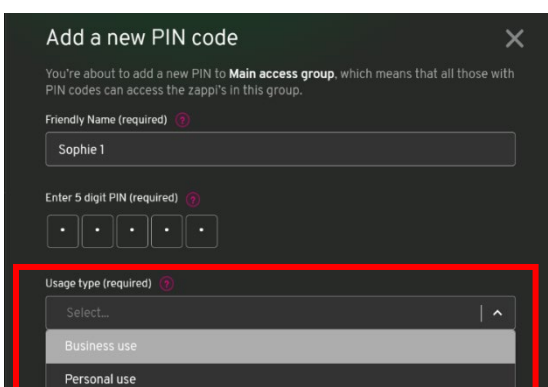 Add a new PIN code
You're about to add a new PIN to Main access group, which means that all those with
PIN codes can access the zappi's in this group.
Friendly Name (required) ?
Sophie 1
Enter 5 digit PIN (required) ?
Usage type (required) ?
Select...
Business use
Personal use